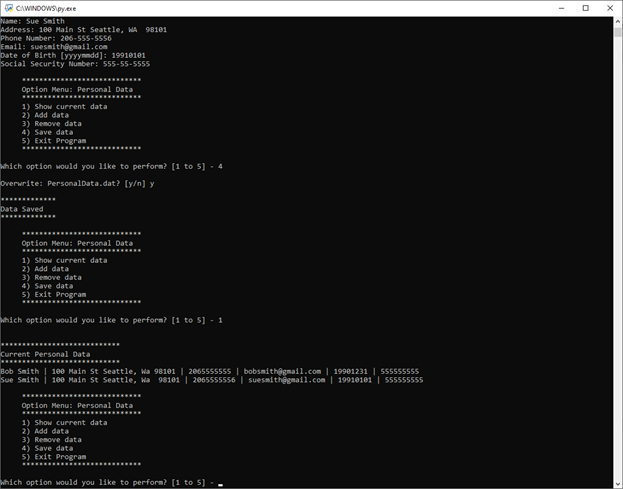 C:\WINDOWS\py.exe
Name: Sue Smith
Address: 100 Main St Seattle, WA  98101
Phone Number: 206-555-5556
Email: suesmith@gmail.com
Date of Birth [yyyymmdd]: 19910101
Social Security Number: 555-55-5555
****************************
Option Menu: Personal Data
****************************
1) Show current data
2) Add data
3) Remove data
4) Save data
5) Exit Program
****************************
Which option would you like to perform? [1 to 5] - 4
Overwrite: PersonalData.dat? [y/n] y
*************
Data Saved
*************
****************************
Option Menu: Personal Data
****************************
1) Show current data
2) Add data
3) Remove data
4) Save data
5) Exit Program
****************************
Which option would you like to perform? [1 to 5] - 1
****************************
Current Personal Data
****************************
Bob Smith | 100 Main St Seattle, Wa 98101 | 2065555555 | bobsmith@gmail.com | 19901231 | 555555555
Sue Smith | 100 Main St Seattle, WA  98101 | 2065555556 | suesmith@gmail.com | 19910101 | 555555555
****************************
Option Menu: Personal Data
****************************
1) Show current data
2) Add data
3) Remove data
4) Save data
5) Exit Program
****************************
Which option would you like to perform? [1 to 5] - _